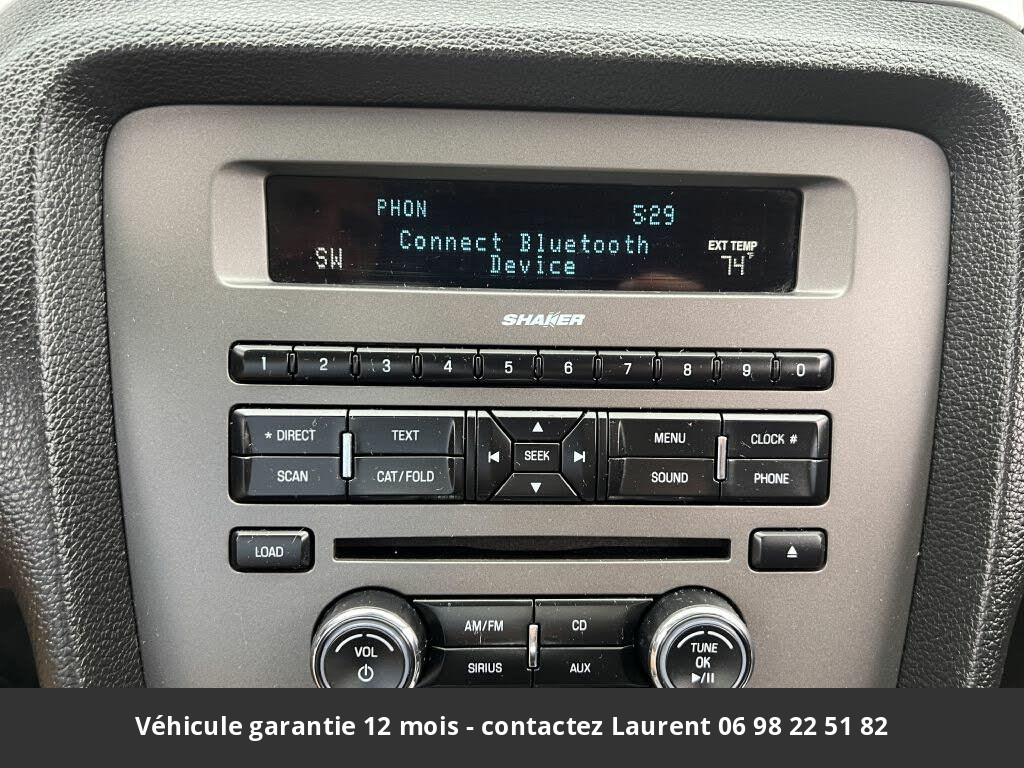 PHON 5:29
Connect Bluetooth EXT TEMP
SW Device 74°F
SHAKER
1 2 3 4 5 6 7 8 9 0
* DIRECT TEXT MENU CLOCK #
SEEK
SCAN CAT/FOLD SOUND PHONE
LOAD
AM/FM CD
VOL TUNE
OK
SIRIUS AUX
Véhicule garantie 12 mois - contactez Laurent 06 98 22 51 82